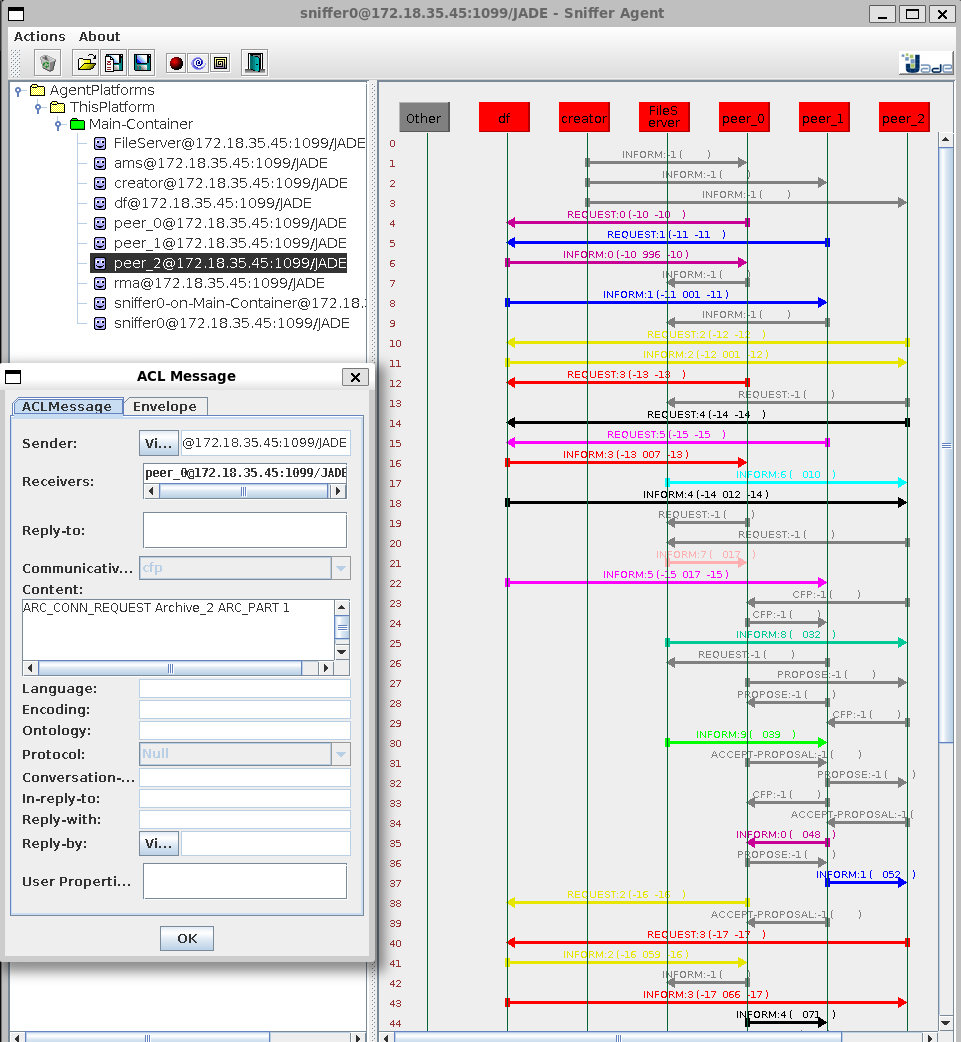 sniffer0@172.18.35.45:1099/JADE - Sniffer Agent
Actions About
Jade
AgentPlatforms
ThisPlatform
Main-Container
FileServer@172.18.35.45:1099/JADE
ams@172.18.35.45:1099/JADE
creator@172.18.35.45:1099/JADE
df@172.18.35.45:1099/JADE
peer_0@172.18.35.45:1099/JADE
peer_1@172.18.35.45:1099/JADE
peer_2@172.18.35.45:1099/JADE
rma@172.18.35.45:1099/JADE
sniffer0-on-Main-Container@172.18.
sniffer0@172.18.35.45:1099/JADE
ACL Message
ACLMessage Envelope
Sender: Vi... @172.18.35.45:1099/JADE
Receivers: peer_0@172.18.35.45:1099/JADE
Reply-to:
Communicativ... cfp
Content:
ARC_CONN_REQUEST Archive_2 ARC_PART 1
Language:
Encoding:
Ontology:
Protocol: Null
Conversation-...
In-reply-to:
Reply-with:
Reply-by: Vi...
User Properti...
OK
Other df creator FileS erver peer_0 peer_1 peer_2
0
1 INFORM:-1 ( )
2 INFORM:-1 ( )
3 INFORM:-1 ( )
4 REQUEST:0 (-10 -10 )
5 REQUEST:1 (-11 -11 )
6 INFORM:0 (-10 996 -10)
7 INFORM:-1 ( )
8 INFORM:1 (-11 001 -11)
9 INFORM:-1 ( )
10 REQUEST:2 (-12 -12 )
11 INFORM:2 (-12 001 -12)
12 REQUEST:3 (-13 -13 )
13 REQUEST:-1 ( )
14 REQUEST:4 (-14 -14 )
15 REQUEST:5 (-15 -15 )
16 INFORM:3 (-13 007 -13)
17 INFORM:6 ( 010 )
18 INFORM:4 (-14 012 -14)
19 REQUEST:-1 ( )
20 REQUEST:-1 ( )
21 INFORM:7 ( 017 )
22 INFORM:5 (-15 017 -15)
23 CFP:-1 ( )
24 CFP:-1 ( )
25 INFORM:8 ( 032 )
26 REQUEST:-1 ( )
27 PROPOSE:-1 ( )
28 PROPOSE:-1 ( )
29 CFP:-1 ( )
30 INFORM:9 ( 039 )
31 ACCEPT-PROPOSAL:-1 ( )
32 PROPOSE:-1 ( )
33 CFP:-1 ( )
34 ACCEPT-PROPOSAL:-1 (
35 INFORM:0 ( 048 )
36 PROPOSE:-1 ( )
37 INFORM:1 ( 052 )
38 REQUEST:2 (-16 -16 )
39 ACCEPT-PROPOSAL:-1 ( )
40 REQUEST:3 (-17 -17 )
41 INFORM:2 (-16 059 -16)
42 INFORM:-1 ( )
43 INFORM:3 (-17 066 -17)
44 INFORM:4 ( 071 )